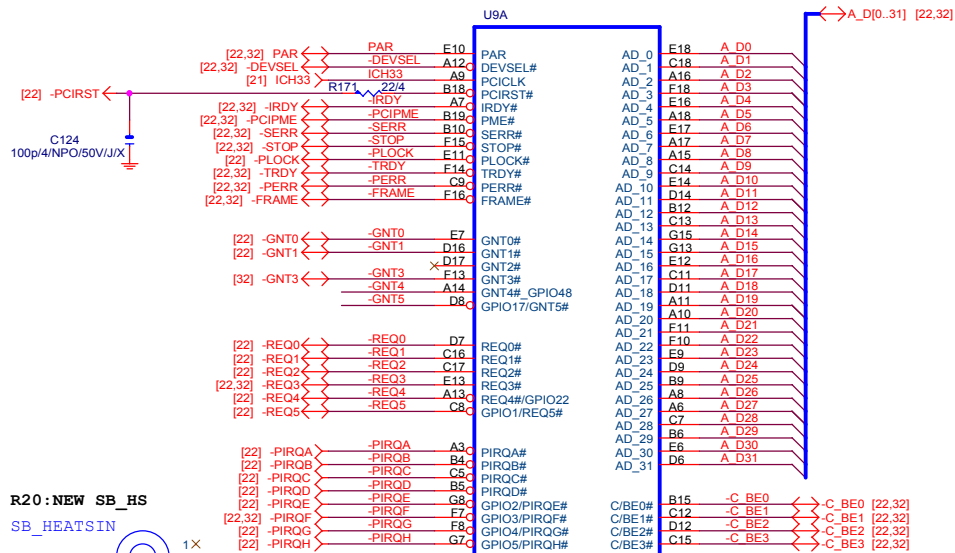 U9A
A_D[0..31] [22,32]
[22,32] PAR PAR E10 PAR AD_0 E18 A_D0
[22,32] -DEVSEL -DEVSEL A12 DEVSEL# AD_1 C18 A_D1
[21] ICH33 ICH33 A9 PCICLK AD_2 A16 A_D2
[22] -PCIRST R171 22/4 B18 PCIRST# AD_3 F18 A_D3
[22,32] -IRDY -IRDY A7 IRDY# AD_4 E16 A_D4
[22,32] -PCIPME -PCIPME B19 PME# AD_5 A18 A_D5
[22,32] -SERR -SERR B10 SERR# AD_6 E17 A_D6
[22,32] -STOP -STOP F15 STOP# AD_7 A17 A_D7
[22] -PLOCK -PLOCK E11 PLOCK# AD_8 A15 A_D8
[22,32] -TRDY -TRDY F14 TRDY# AD_9 C14 A_D9
[22,32] -PERR -PERR C9 PERR# AD_10 E14 A_D10
[22,32] -FRAME -FRAME F16 FRAME# AD_11 D14 A_D11
C124
100p/4/NPO/50V/J/X
AD_12 B12 A_D12
AD_13 C13 A_D13
[22] -GNT0 -GNT0 E7 GNT0# AD_14 G15 A_D14
[22] -GNT1 -GNT1 D16 GNT1# AD_15 G13 A_D15
D17 GNT2# AD_16 E12 A_D16
[32] -GNT3 -GNT3 F13 GNT3# AD_17 C11 A_D17
-GNT4 A14 GNT4#_GPIO48 AD_18 D11 A_D18
-GNT5 D8 GPIO17/GNT5# AD_19 A11 A_D19
AD_20 A10 A_D20
AD_21 F11 A_D21
[22] -REQ0 -REQ0 D7 REQ0# AD_22 F10 A_D22
[22] -REQ1 -REQ1 C16 REQ1# AD_23 E9 A_D23
[22] -REQ2 -REQ2 C17 REQ2# AD_24 D9 A_D24
[22,32] -REQ3 -REQ3 E13 REQ3# AD_25 B9 A_D25
[22] -REQ4 -REQ4 A13 REQ4#/GPIO22 AD_26 A8 A_D26
[22] -REQ5 -REQ5 C8 GPIO1/REQ5# AD_27 A6 A_D27
AD_28 C7 A_D28
AD_29 B6 A_D29
[22] -PIRQA -PIRQA A3 PIRQA# AD_30 E6 A_D30
[22] -PIRQB -PIRQB B4 PIRQB# AD_31 D6 A_D31
[22] -PIRQC -PIRQC C5 PIRQC#
[22] -PIRQD -PIRQD B5 PIRQD#
[22] -PIRQE -PIRQE G8 GPIO2/PIRQE# C/BE0# B15 -C_BE0 -C_BE0 [22,32]
[22,32] -PIRQF -PIRQF F7 GPIO3/PIRQF# C/BE1# C12 -C_BE1 -C_BE1 [22,32]
[22] -PIRQG -PIRQG F8 GPIO4/PIRQG# C/BE2# D12 -C_BE2 -C_BE2 [22,32]
[22] -PIRQH -PIRQH G7 GPIO5/PIRQH# C/BE3# C15 -C_BE3 -C_BE3 [22,32]
R20:NEW SB_HS
SB_HEATSIN
1